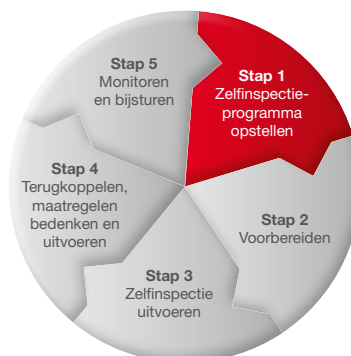 Stap 1
Zelfinspectie-
programma
opstellen
Stap 2
Voorbereiden
Stap 3
Zelfinspectie
uitvoeren
Stap 4
Terugkoppelen,
maatregelen
bedenken en
uitvoeren
Stap 5
Monitoren
en bijsturen